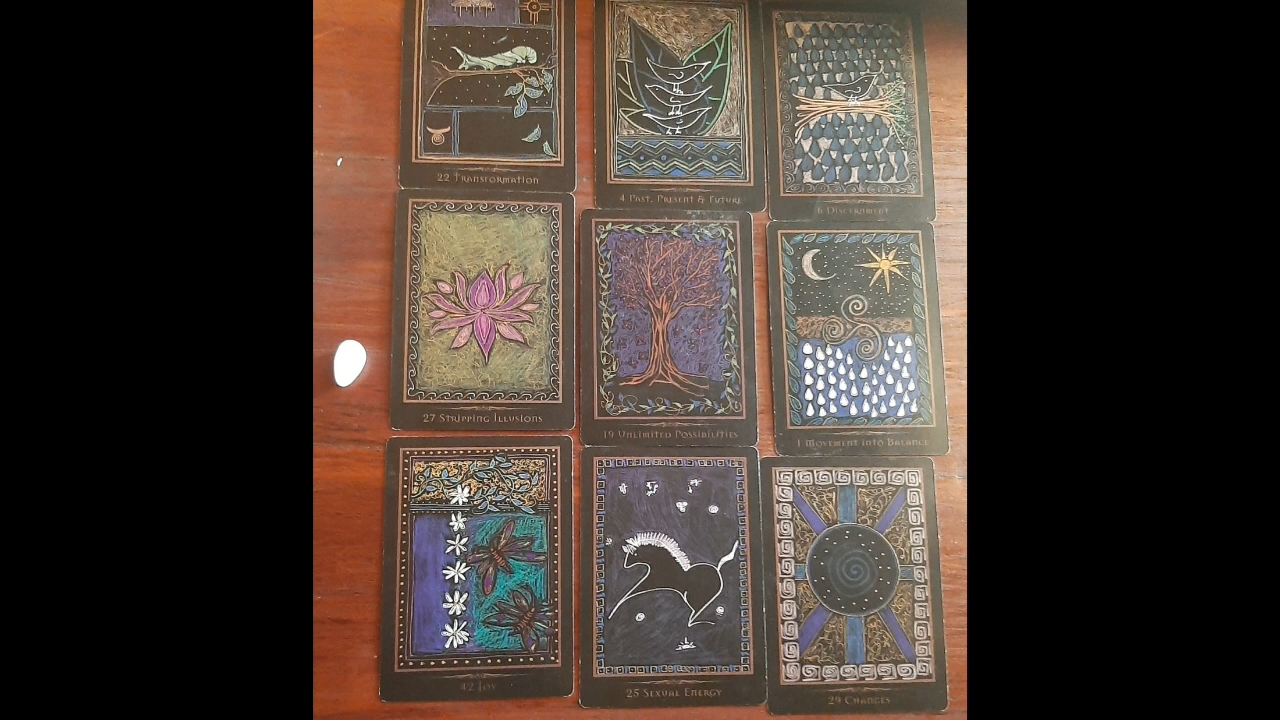 22 Transformation
4 Past, Present & Future
6 Discernment
27 Stripping Illusions
19 Unlimited Possibilities
1 Movement into Balance
42 Joy
25 Sexual Energy
29 Changes